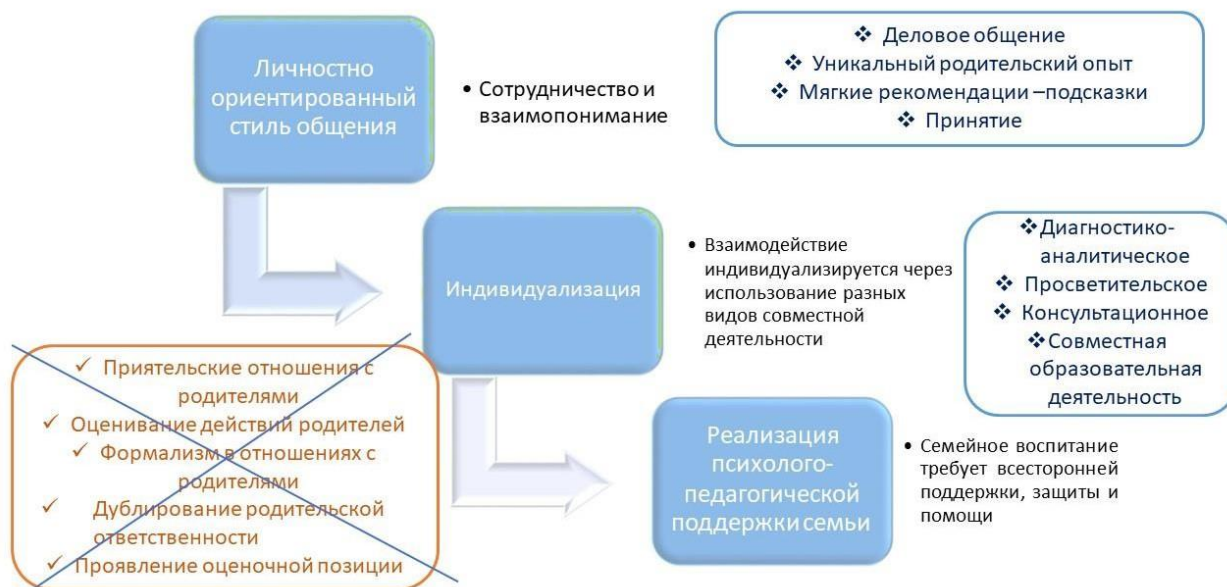 Личностно
ориентированный
стиль общения
• Сотрудничество и
взаимопонимание
❖ Деловое общение
❖ Уникальный родительский опыт
❖ Мягкие рекомендации –подсказки
❖ Принятие
Индивидуализация
• Взаимодействие
индивидуализируется через
использование разных
видов совместной
деятельности
❖Диагностико-
аналитическое
❖ Просветительское
❖ Консультационное
❖Совместная
образовательная
деятельность
✓ Приятельские отношения с
родителями
✓ Оценивание действий родителей
✓ Формализм в отношениях с
родителями
✓ Дублирование родительской
ответственности
✓ Проявление оценочной позиции
Реализация
психолого-
педагогической
поддержки семьи
• Семейное воспитание
требует всесторонней
поддержки, защиты и
помощи